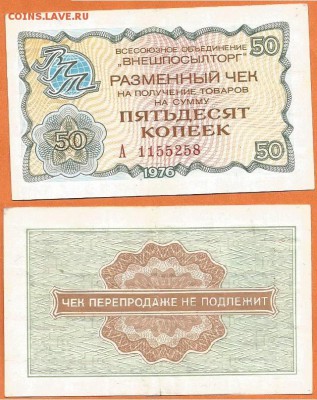 COINS.LAVE.RU
ВПТ
ВСЕСОЮЗНОЕ ОБЪЕДИНЕНИЕ
50
„ВНЕШПОСЫЛТОРГ"
РАЗМЕННЫЙ ЧЕК
НА ПОЛУЧЕНИЕ ТОВАРОВ
НА СУММУ
ПЯТЬДЕСЯТ
КОПЕЕК
50
А 1155258
50
1976
ЧЕК ПЕРЕПРОДАЖЕ НЕ ПОДЛЕЖИТ